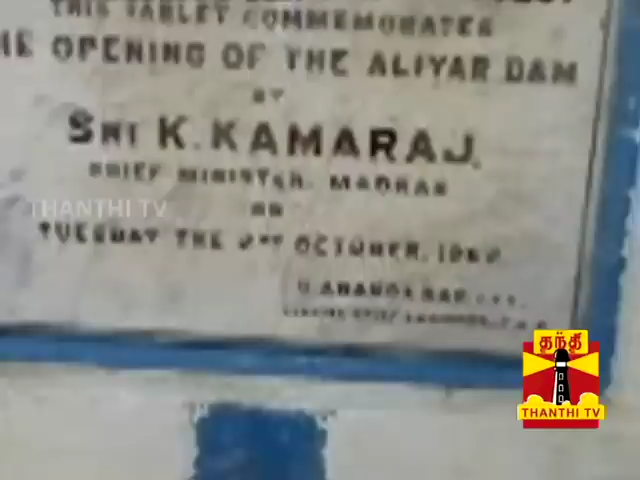 THIS TABLET COMMEMORATES
HE OPENING OF THE ALIYAR DAM
BY
SRI K. KAMARAJ,
CHIEF MINISTER, MADRAS
ON
TUESDAY THE 2ND OCTOBER, 1962
THANTHI TV
தந்தி
THANTHI TV